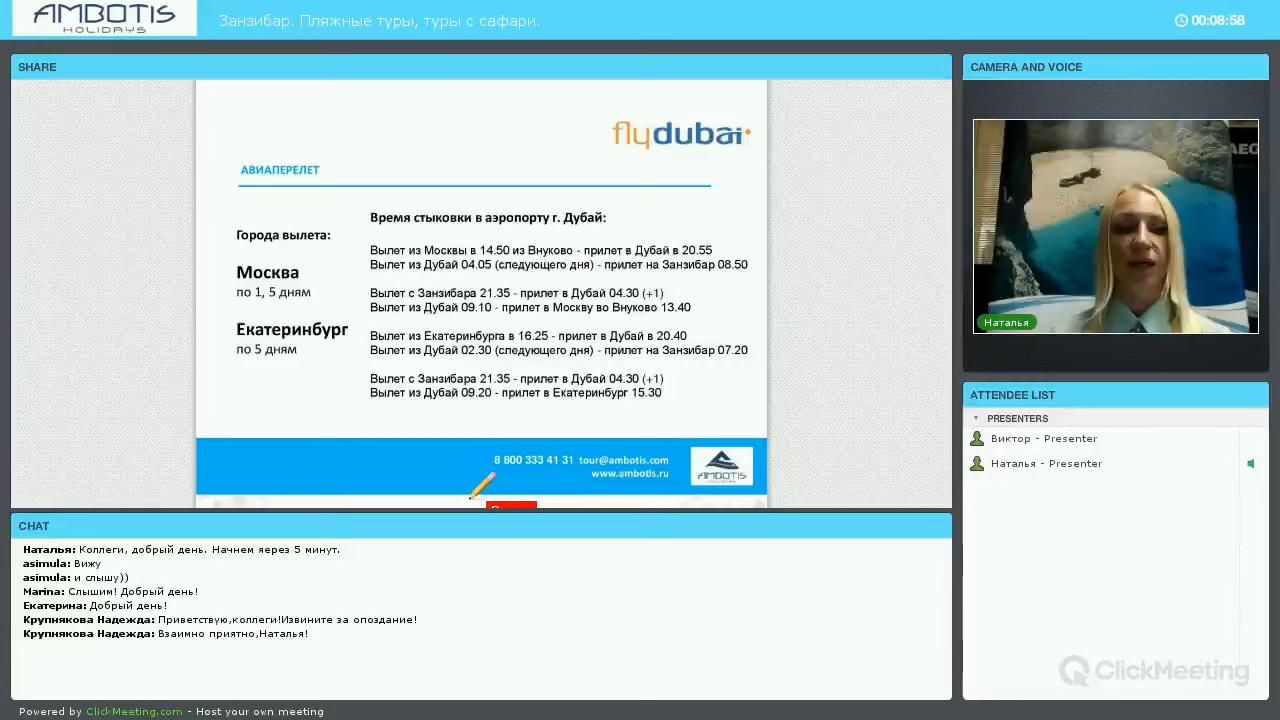 AMBOTIS
HOLIDAYS
Занзибар. Пляжные туры, туры с сафари.
00:08:58
SHARE
flydubai
АВИАПЕРЕЛЕТ
Время стыковки в аэропорту г. Дубай:
Города вылета:
Вылет из Москвы в 14.50 из Внуково - прилет в Дубай в 20.55
Вылет из Дубай 04.05 (следующего дня) - прилет на Занзибар 08.50
Москва
по 1, 5 дням
Вылет с Занзибара 21.35 - прилет в Дубай 04.30 (+1)
Вылет из Дубай 09.10 - прилет в Москву во Внуково 13.40
Екатеринбург
по 5 дням
Вылет из Екатеринбурга в 16.25 - прилет в Дубай в 20.40
Вылет из Дубай 02.30 (следующего дня) - прилет на Занзибар 07.20
Вылет с Занзибара 21.35 - прилет в Дубай 04.30 (+1)
Вылет из Дубай 09.20 - прилет в Екатеринбург 15.30
8 800 333 41 31 tour@ambotis.com
www.ambotis.ru
AMBOTIS
HOLIDAYS
CAMERA AND VOICE
Наталья
ATTENDEE LIST
PRESENTERS
Виктор - Presenter
Наталья - Presenter
CHAT
Наталья: Коллеги, добрый день. Начнем яерез 5 минут.
asimula: Вижу
asimula: и слышу))
Marina: Слышим! Добрый день!
Екатерина: Добрый день!
Крупнякова Надежда: Приветствую,коллеги!Извините за опоздание!
Крупнякова Надежда: Взаимно приятно,Наталья!
ClickMeeting
Powered by ClickMeeting.com - Host your own meeting